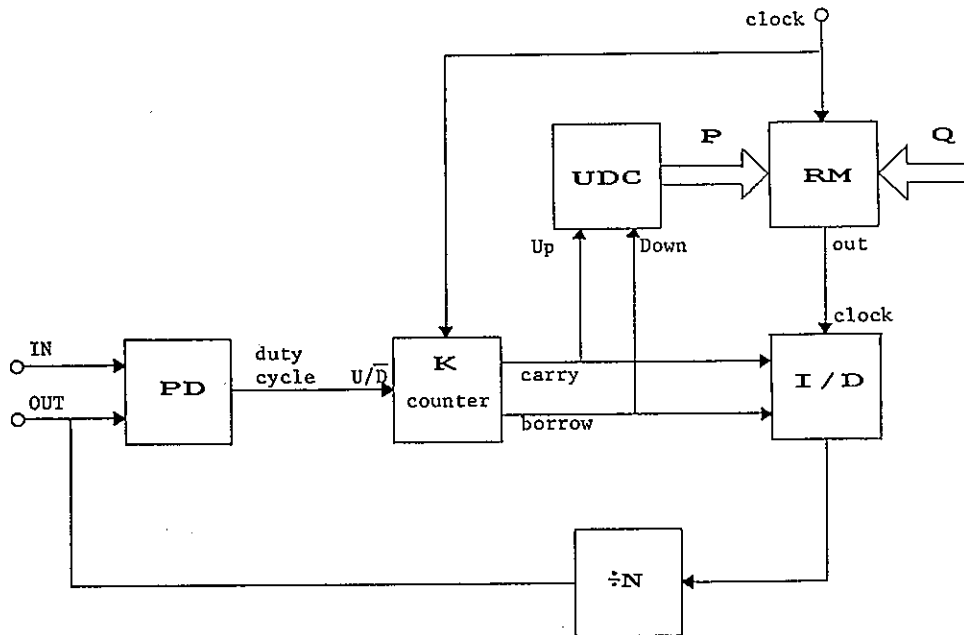 clock
P
Q
UDC
RM
Up
Down
out
clock
IN
duty
cycle
U/D̅
K
counter
carry
borrow
I/D
PD
OUT
÷N